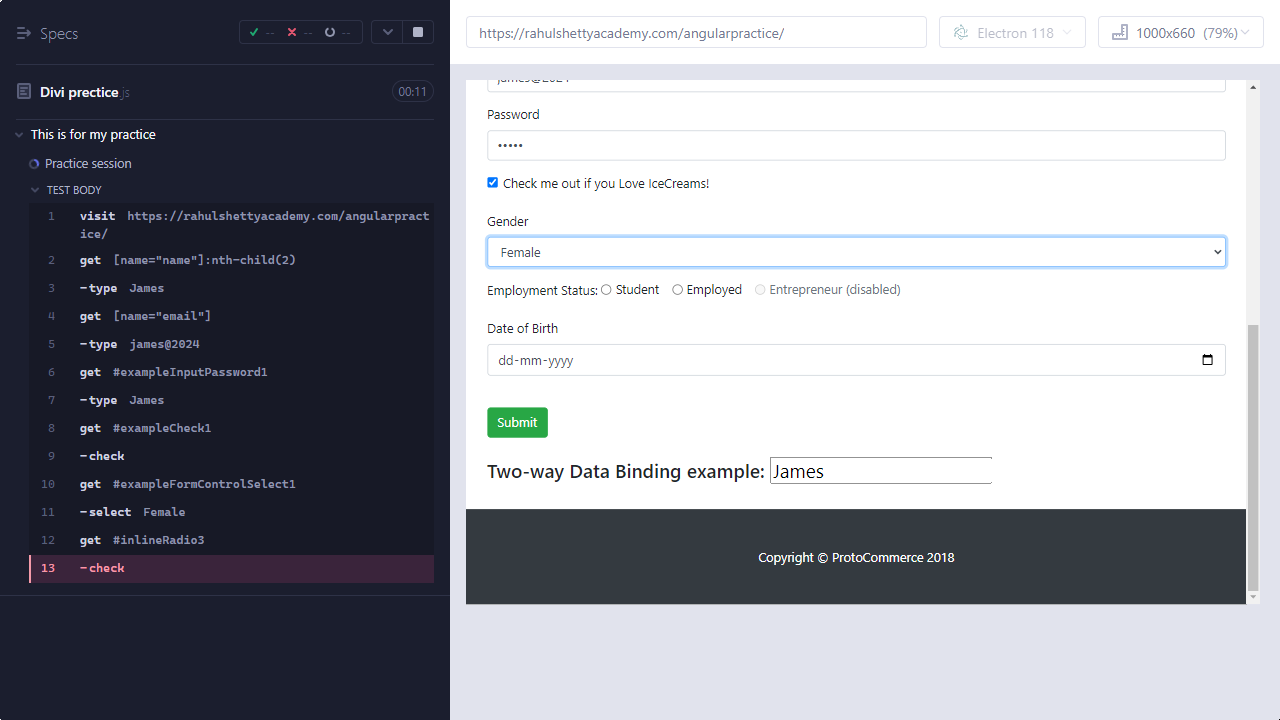 Specs
-- -- --
Divi prectice.js
00:11
This is for my practice
Practice session
TEST BODY
1 visit https://rahulshettyacademy.com/angularpract
ice/
2 get [name="name"]:nth-child(2)
3 -type James
4 get [name="email"]
5 -type james@2024
6 get #exampleInputPassword1
7 -type James
8 get #exampleCheck1
9 -check
10 get #exampleFormControlSelect1
11 -select Female
12 get #inlineRadio3
13 -check
https://rahulshettyacademy.com/angularpractice/
Electron 118
1000x660 (79%)
james@2024
Password
•••••
Check me out if you Love IceCreams!
Gender
Female
Employment Status: Student Employed Entrepreneur (disabled)
Date of Birth
dd-mm-yyyy
Submit
Two-way Data Binding example: James
Copyright © ProtoCommerce 2018